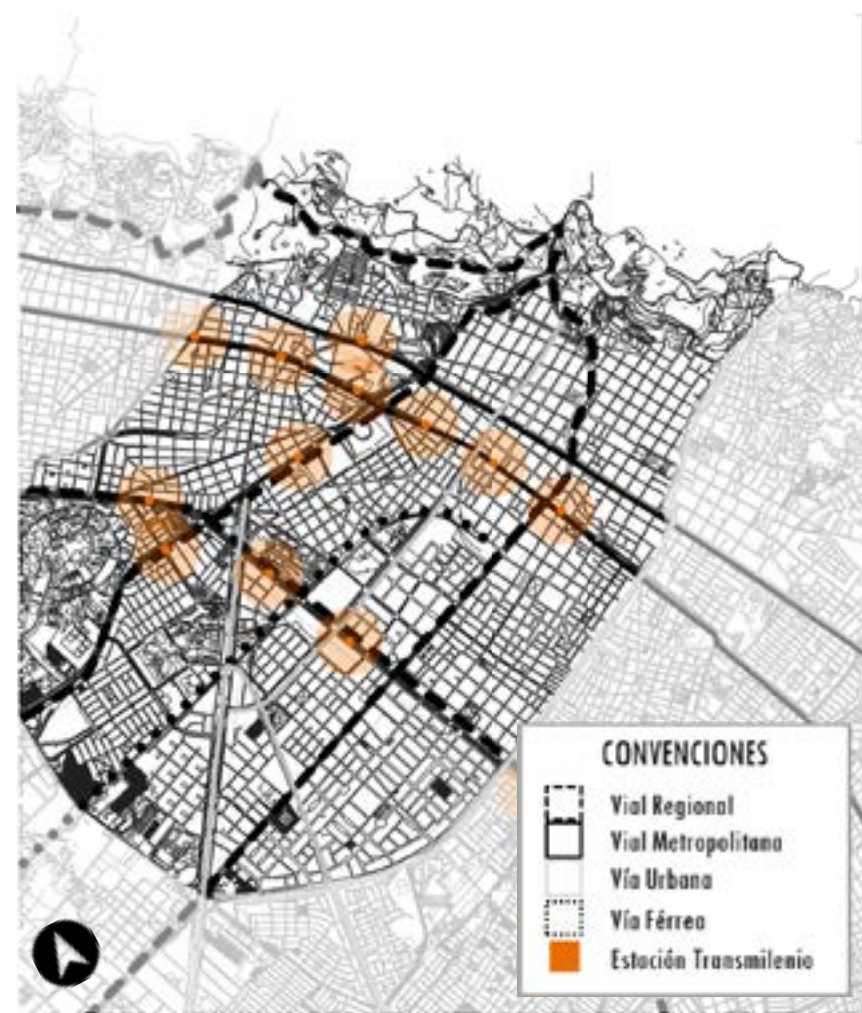 CONVENCIONES
Vial Regional
Vial Metropolitana
Vía Urbana
Vía Férrea
Estación Transmilenio